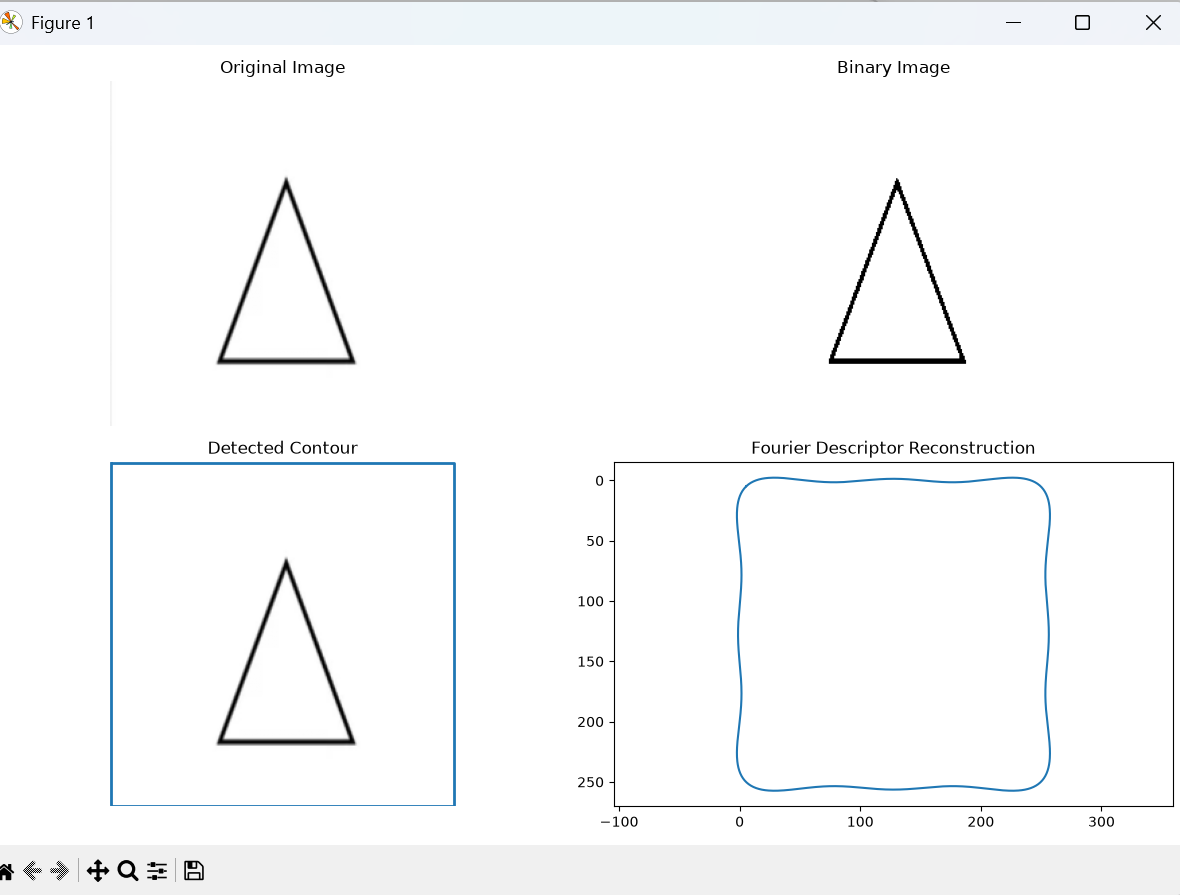 Figure 1
Original Image
Binary Image
Detected Contour
Fourier Descriptor Reconstruction
0
50
100
150
200
250
−100
0
100
200
300